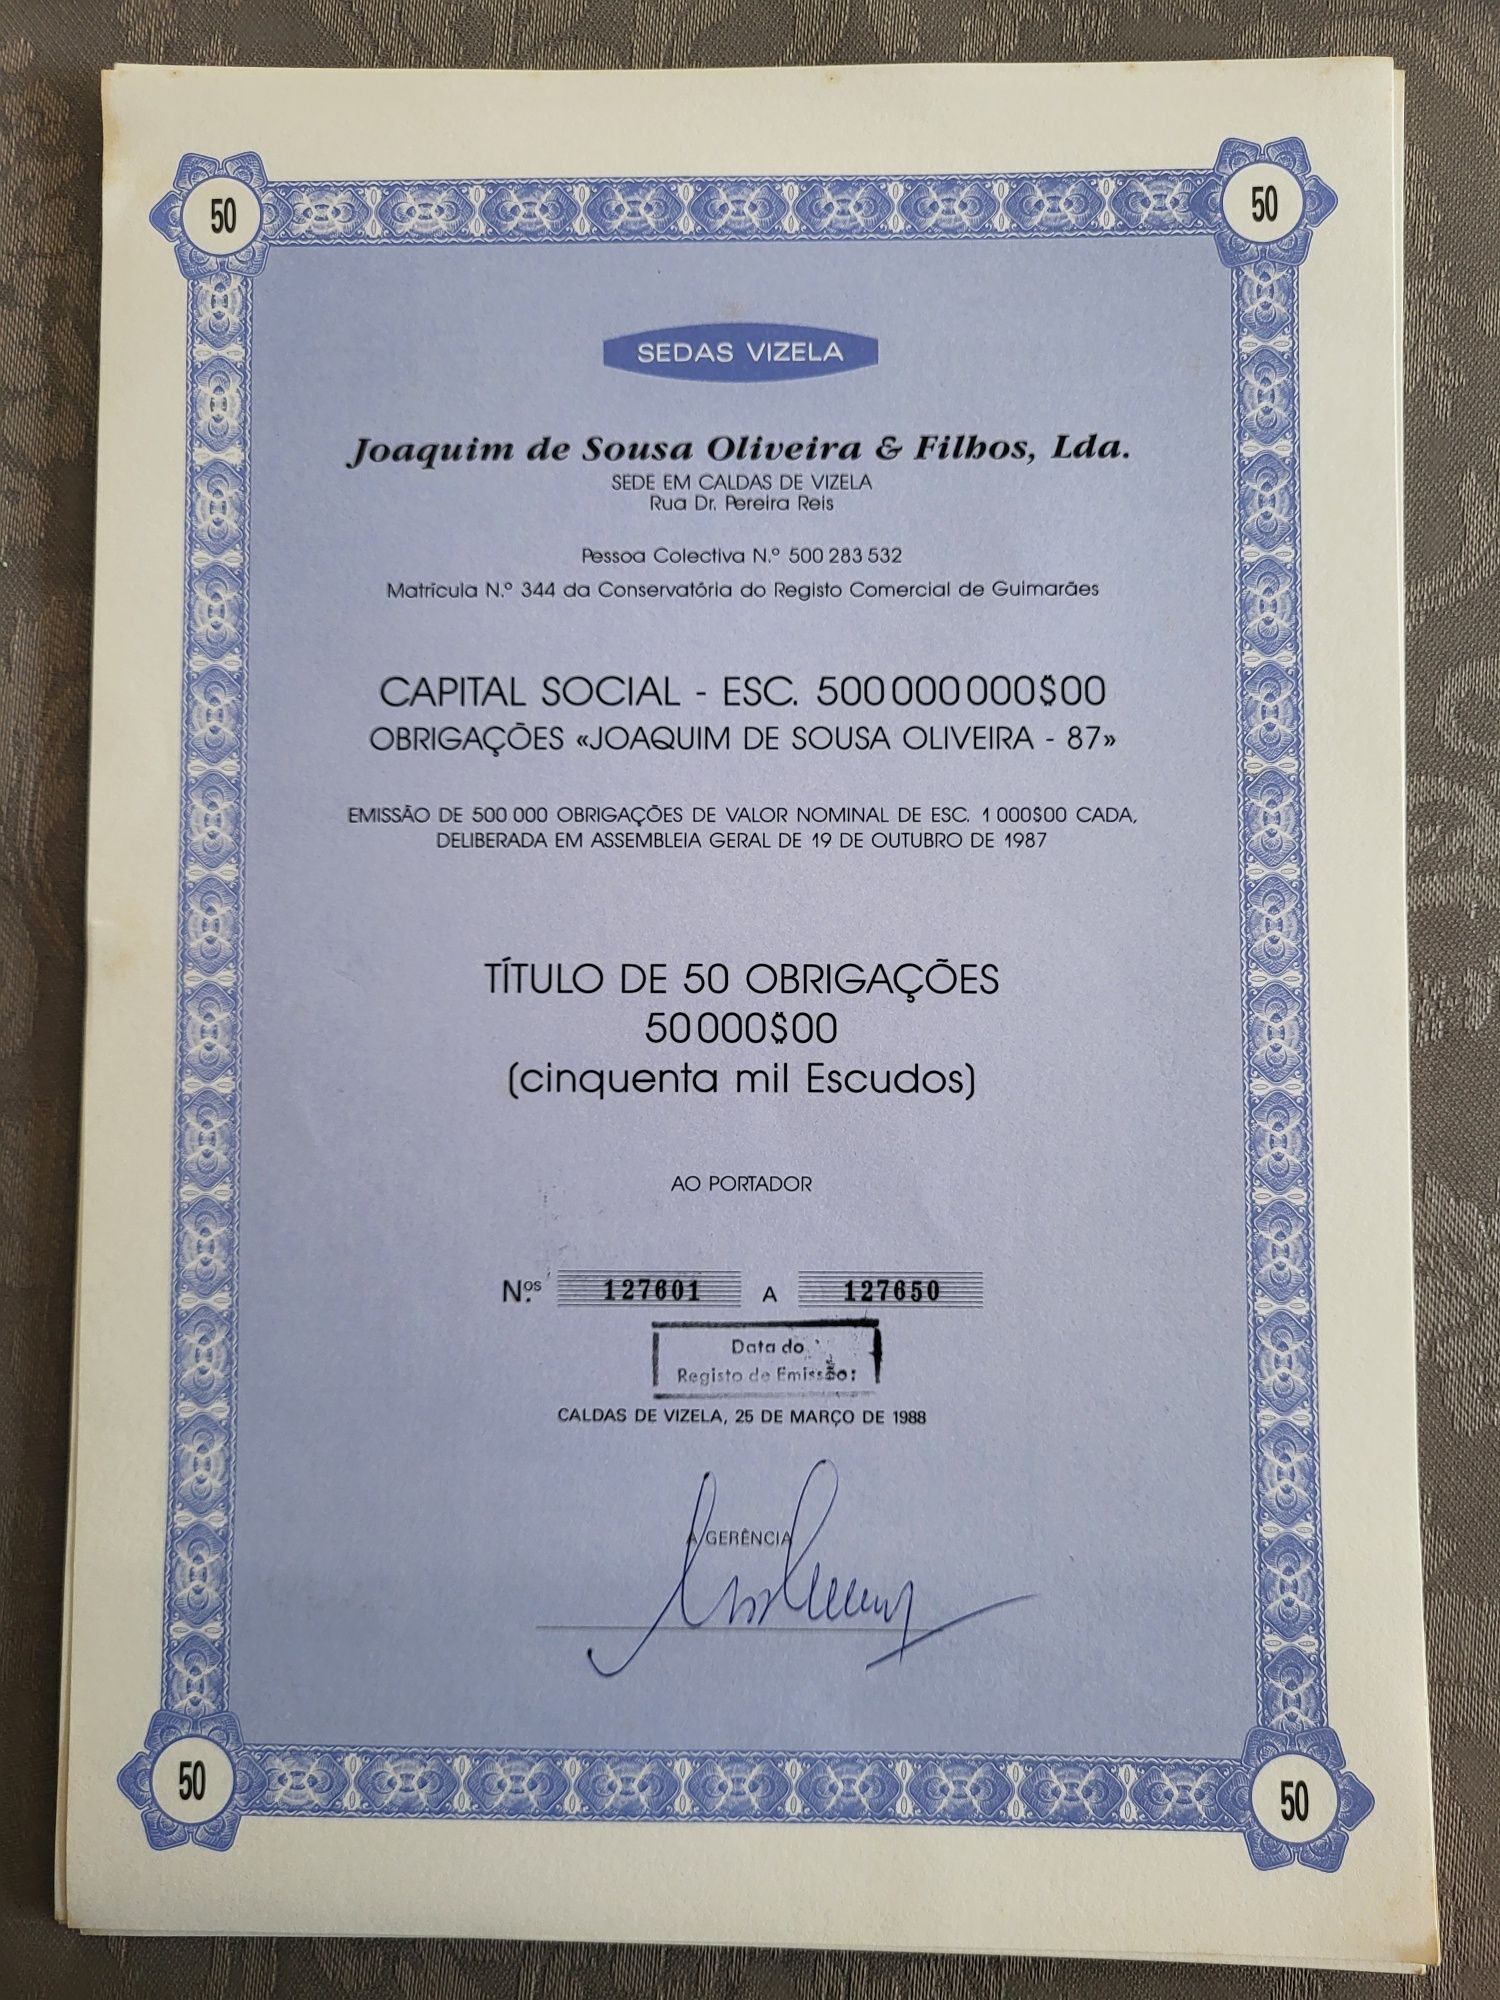 50
50
SEDAS VIZELA
Joaquim de Sousa Oliveira & Filhos, Lda.
SEDE EM CALDAS DE VIZELA
Rua Dr. Pereira Reis
Pessoa Colectiva N.º 500 283 532
Matrícula N.º 344 da Conservatória do Registo Comercial de Guimarães
CAPITAL SOCIAL - ESC. 500 000 000$00
OBRIGAÇÕES «JOAQUIM DE SOUSA OLIVEIRA - 87»
EMISSÃO DE 500 000 OBRIGAÇÕES DE VALOR NOMINAL DE ESC. 1 000$00 CADA,
DELIBERADA EM ASSEMBLEIA GERAL DE 19 DE OUTUBRO DE 1987
TÍTULO DE 50 OBRIGAÇÕES
50 000$00
(cinquenta mil Escudos)
AO PORTADOR
N.ºs 127601 A 127650
Data do
Registo de Emissão:
CALDAS DE VIZELA, 25 DE MARÇO DE 1988
A GERÊNCIA
50
50